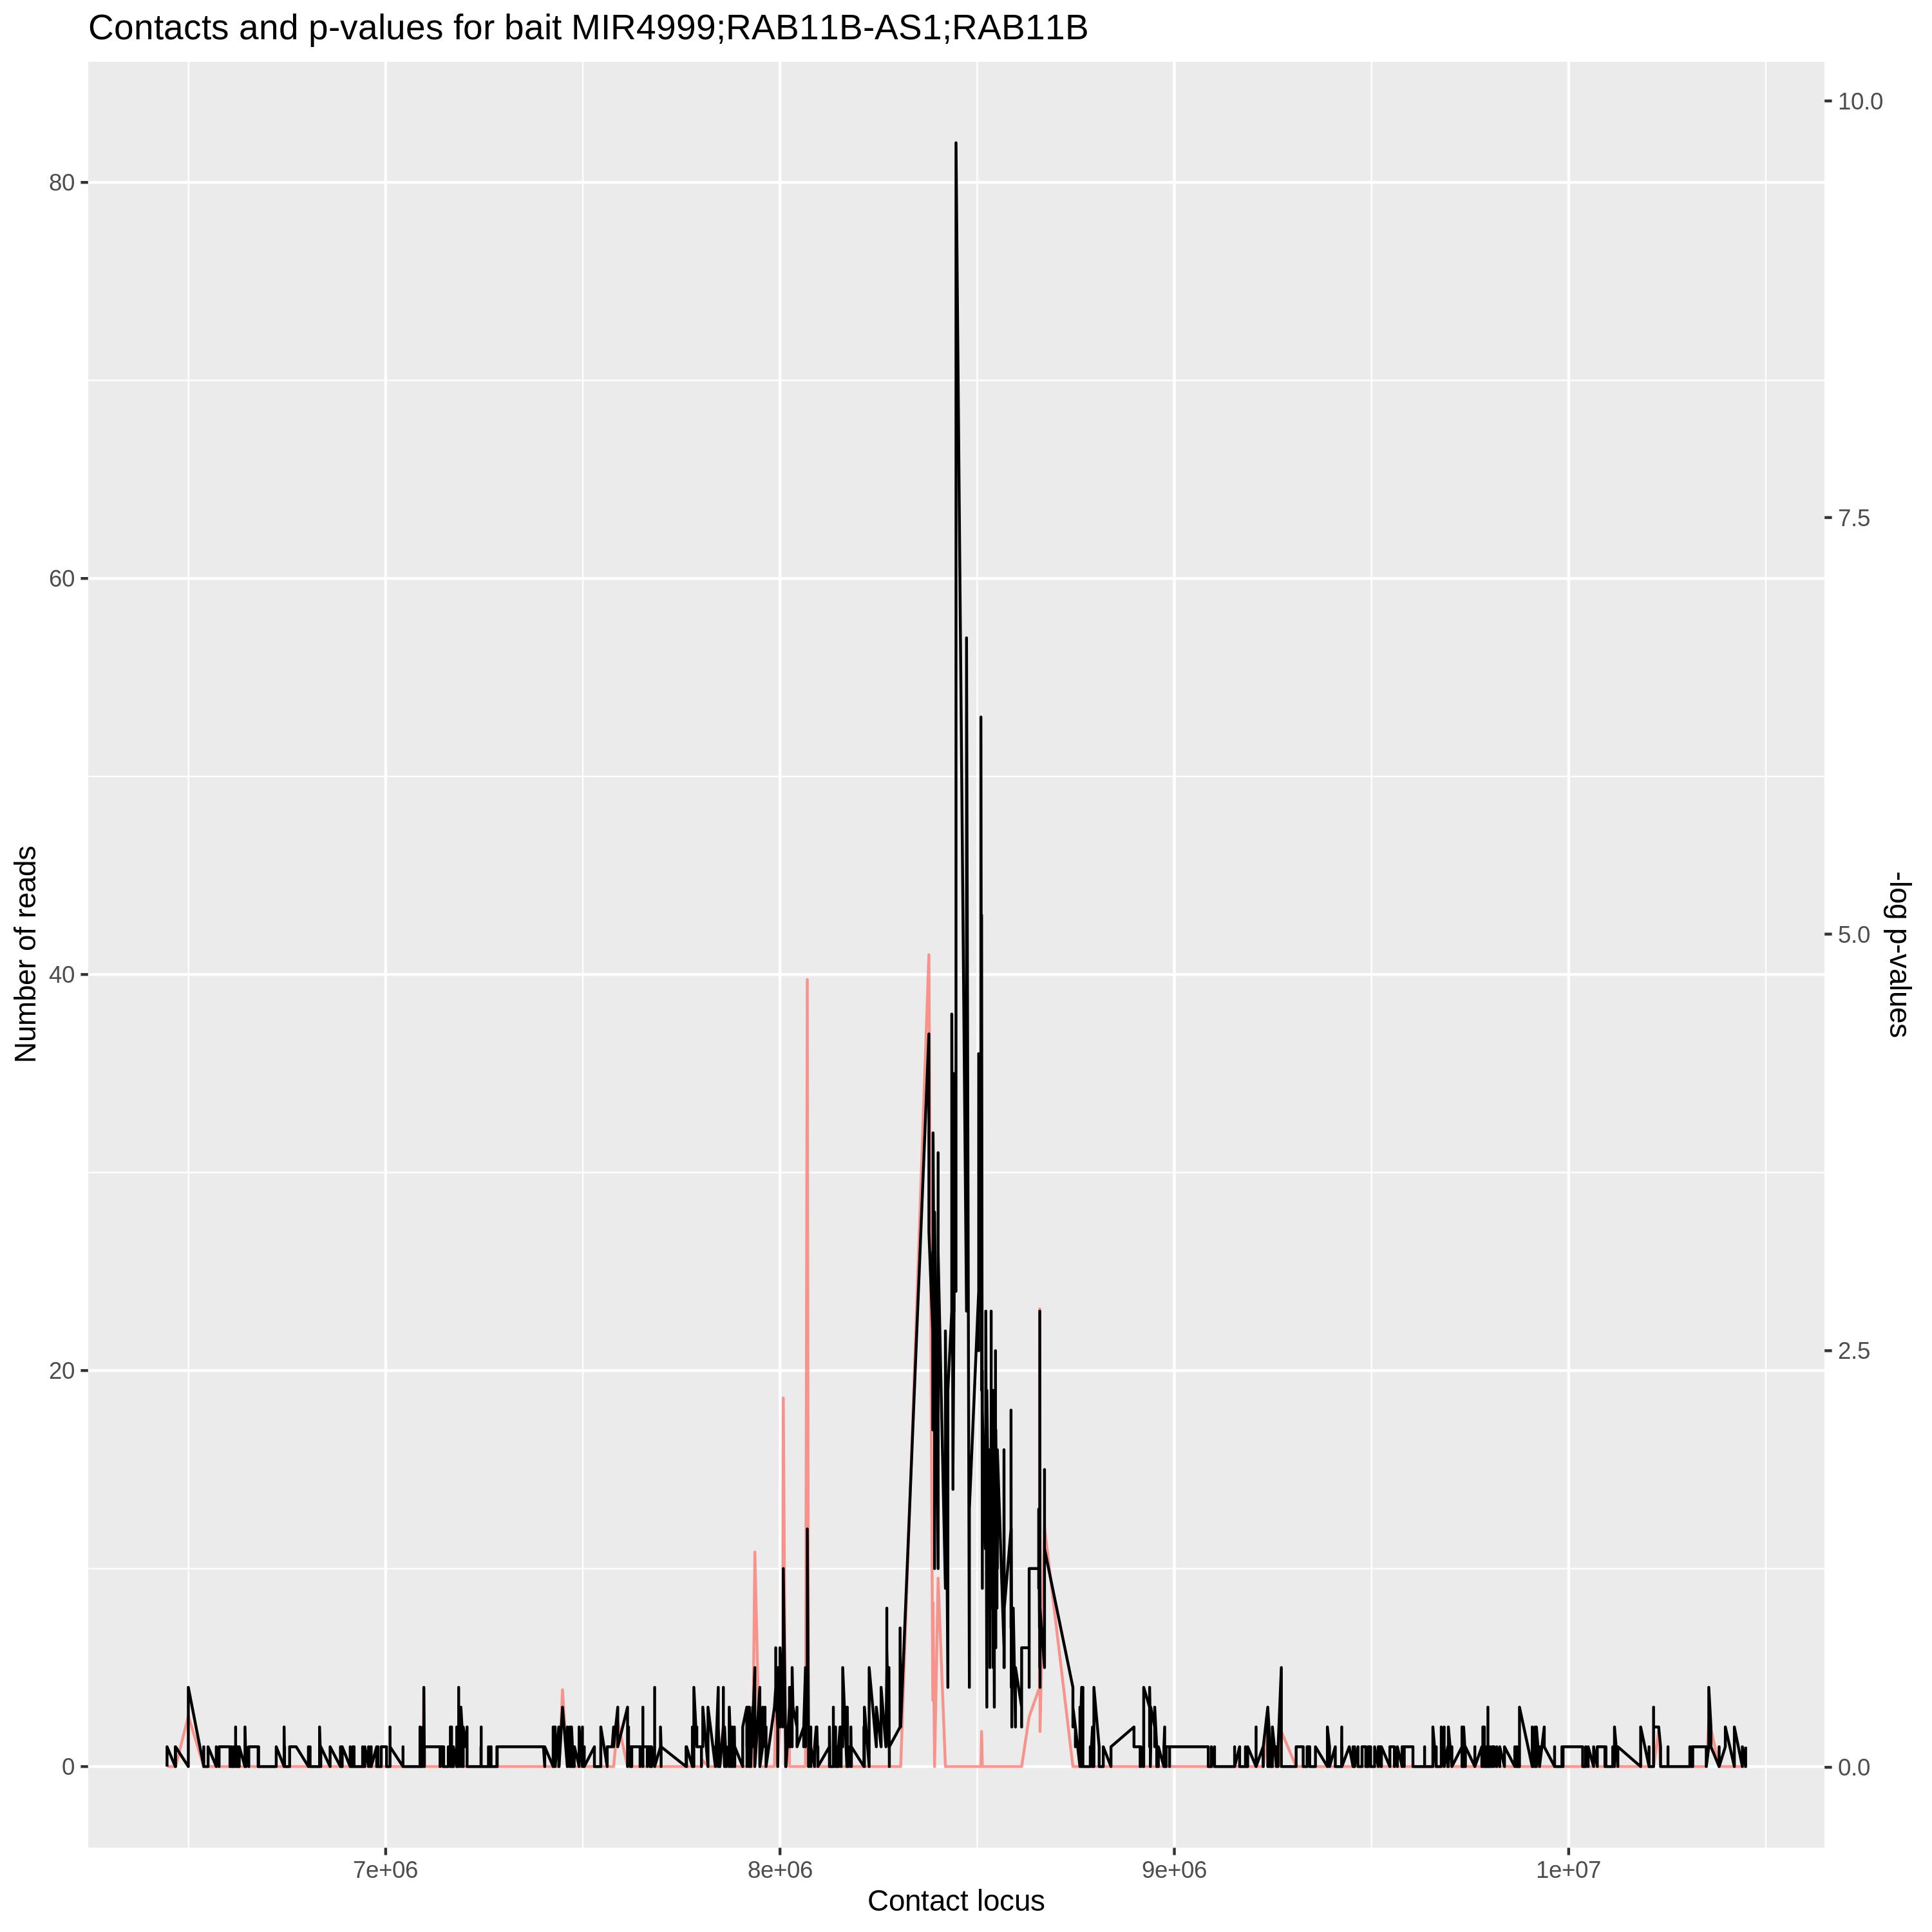 Contacts and p-values for bait MIR4999;RAB11B-AS1;RAB11B
Number of reads
80
60
40
20
0
10.0
7.5
5.0
2.5
0.0
-log p-values
7e+06
8e+06
9e+06
1e+07
Contact locus